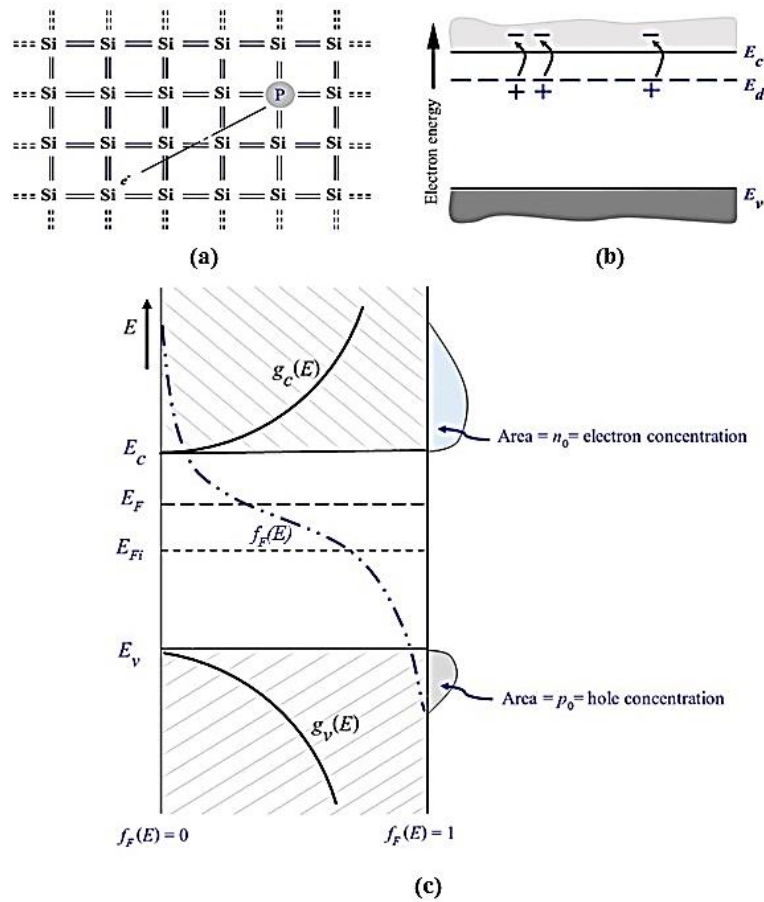 Si Si Si Si Si Si
Si Si Si Si P Si
Si Si Si Si Si Si
e-
Si Si Si Si Si Si
(a)
Electron energy
− − −
E_c
+ + +
E_d
E_v
(b)
E
g_c(E)
Area = n_0= electron concentration
E_c
E_F
f_F(E)
E_Fi
E_v
Area = p_0= hole concentration
g_v(E)
f_F(E) = 0 f_F(E) = 1
(c)